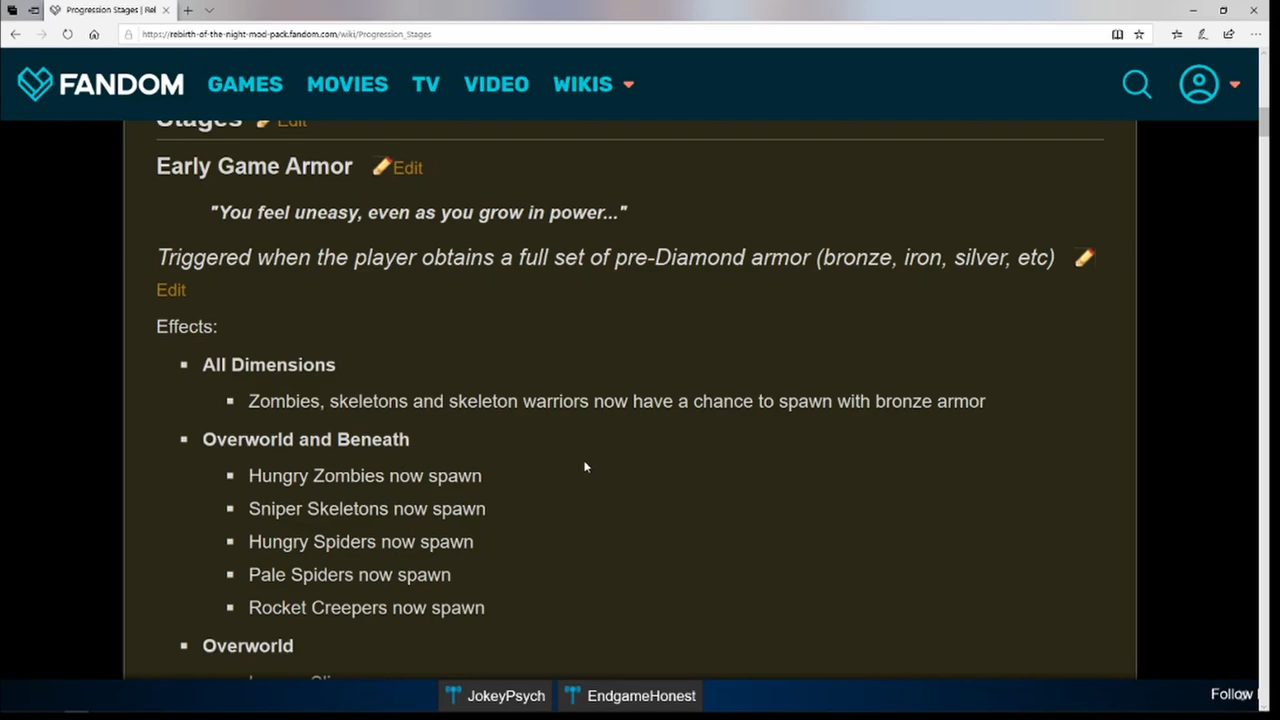 Progression Stages | Rel
https://rebirth-of-the-night-mod-pack.fandom.com/wiki/Progression_Stages
FANDOM GAMES MOVIES TV VIDEO WIKIS
Stages Edit
Early Game Armor Edit
"You feel uneasy, even as you grow in power..."
Triggered when the player obtains a full set of pre-Diamond armor (bronze, iron, silver, etc)
Edit
Effects:
All Dimensions
Zombies, skeletons and skeleton warriors now have a chance to spawn with bronze armor
Overworld and Beneath
Hungry Zombies now spawn
Sniper Skeletons now spawn
Hungry Spiders now spawn
Pale Spiders now spawn
Rocket Creepers now spawn
Overworld
JokeyPsych EndgameHonest Follow